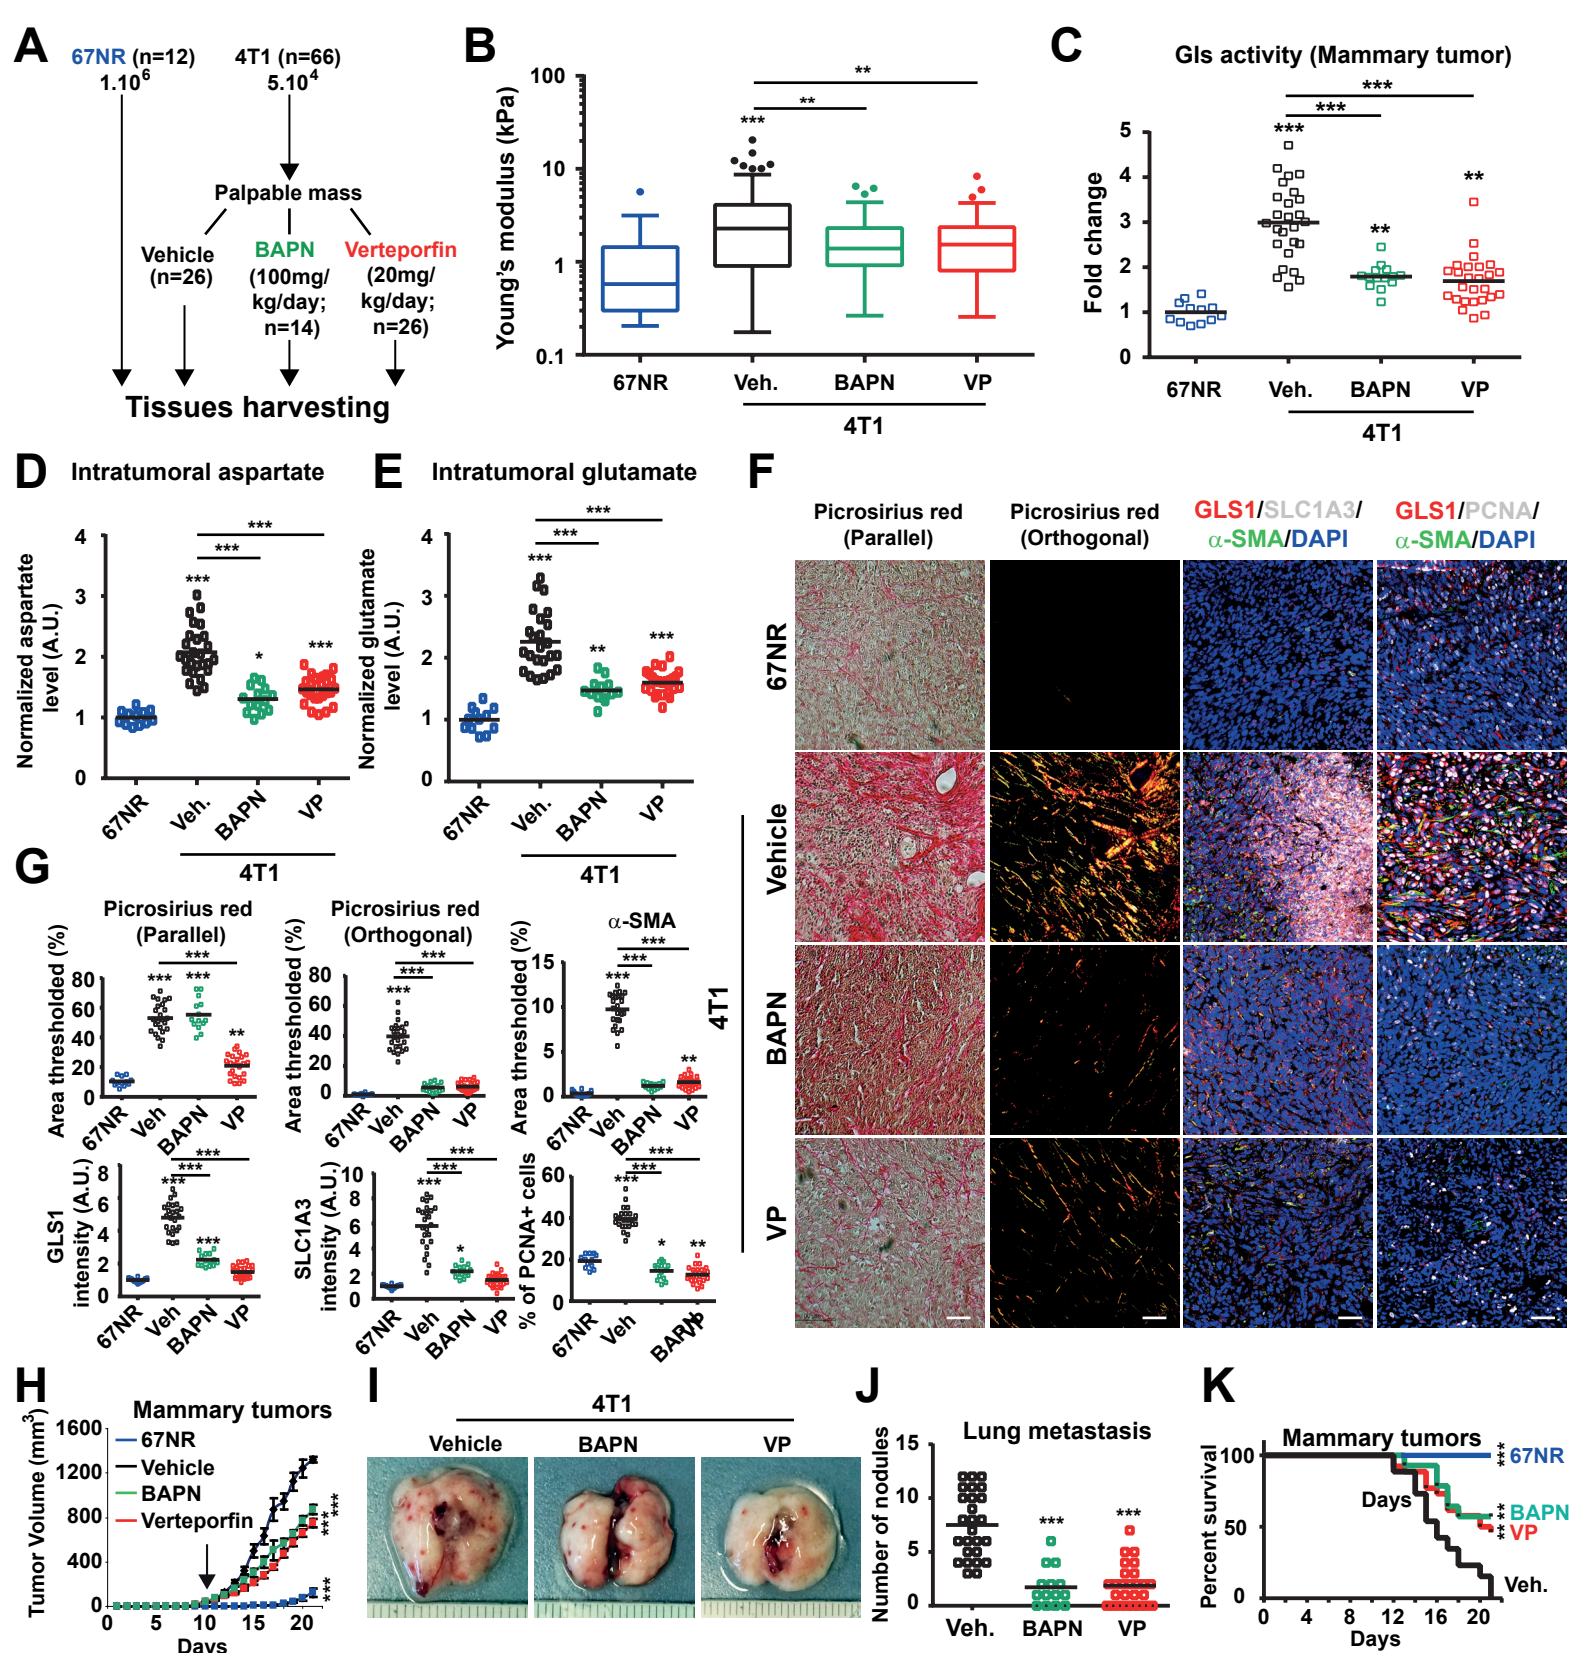 A
67NR (n=12)
1.10^6
4T1 (n=66)
5.10^4
Palpable mass
Vehicle
(n=26)
BAPN
(100mg/
kg/day;
n=14)
Verteporfin
(20mg/
kg/day;
n=26)
Tissues harvesting
B
Young's modulus (kPa)
100
10
1
0.1
***
**
**
67NR
Veh.
BAPN
VP
4T1
C
Gls activity (Mammary tumor)
Fold change
5
4
3
2
1
0
***
***
***
**
**
67NR
Veh.
BAPN
VP
4T1
D
Intratumoral aspartate
Normalized aspartate
level (A.U.)
4
3
2
1
0
***
***
***
*
***
67NR
Veh.
BAPN
VP
4T1
E
Intratumoral glutamate
Normalized glutamate
level (A.U.)
4
3
2
1
0
***
***
***
**
***
67NR
Veh.
BAPN
VP
4T1
F
Picrosirius red
(Parallel)
Picrosirius red
(Orthogonal)
GLS1/SLC1A3/
α-SMA/DAPI
GLS1/PCNA/
α-SMA/DAPI
67NR
Vehicle
BAPN
VP
4T1
G
Picrosirius red
(Parallel)
Area thresholded (%)
80
60
40
20
0
***
***
***
**
67NR
Veh
BAPN
VP
Picrosirius red
(Orthogonal)
Area thresholded (%)
80
60
40
20
0
***
***
***
67NR
Veh
BAPN
VP
α-SMA
Area thresholded (%)
15
10
5
0
***
***
***
**
67NR
Veh
BAPN
VP
GLS1
intensity (A.U.)
8
6
4
2
0
***
***
***
***
67NR
Veh
BAPN
VP
SLC1A3
intensity (A.U.)
10
8
6
4
2
0
***
***
***
*
67NR
Veh
BAPN
VP
% of PCNA+ cells
60
40
20
0
***
***
***
*
**
67NR
Veh
BAPN
VP
H
Mammary tumors
Tumor Volume (mm^3)
1600
1200
800
400
0
67NR
Vehicle
BAPN
Verteporfin
***
***
***
0
5
10
15
20
Days
I
4T1
Vehicle
BAPN
VP
J
Lung metastasis
Number of nodules
15
10
5
0
***
***
Veh.
BAPN
VP
K
Mammary tumors
Percent survival
100
50
0
Days
*** 67NR
** BAPN
** VP
Veh.
0
4
8
12
16
20
Days